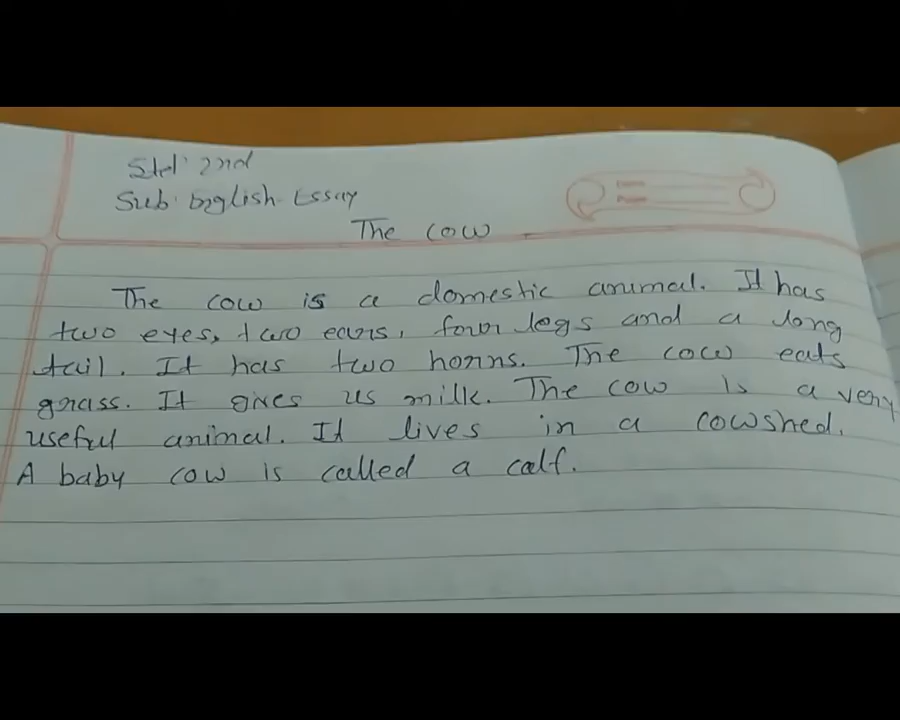 Std: 2nd
Sub: English Essay
The cow
The cow is a domestic animal. It has
two eyes, two ears, four legs and a long
tail. It has two horns. The cow eats
grass. It gives us milk. The cow is a very
useful animal. It lives in a cowshed.
A baby cow is called a calf.